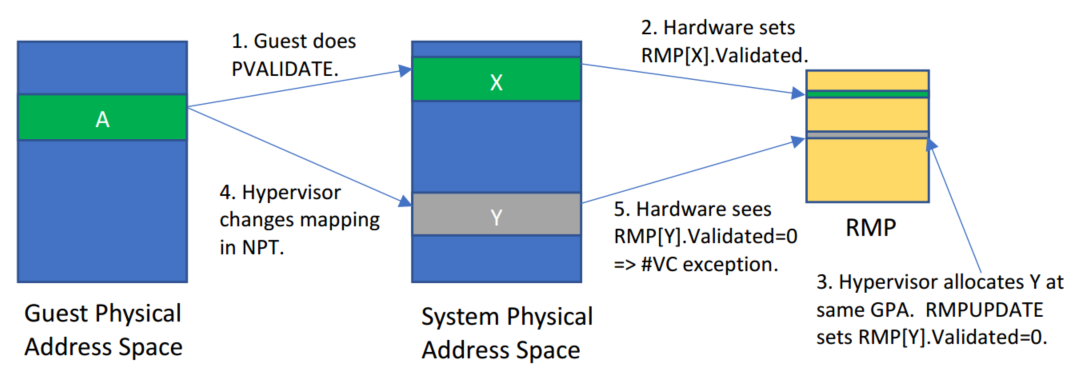 1. Guest does
PVALIDATE.
2. Hardware sets
RMP[X].Validated.
A
X
4. Hypervisor
changes mapping
in NPT.
Y
5. Hardware sees
RMP[Y].Validated=0
=> #VC exception.
RMP
3. Hypervisor allocates Y at
same GPA. RMPUPDATE
sets RMP[Y].Validated=0.
Guest Physical
Address Space
System Physical
Address Space